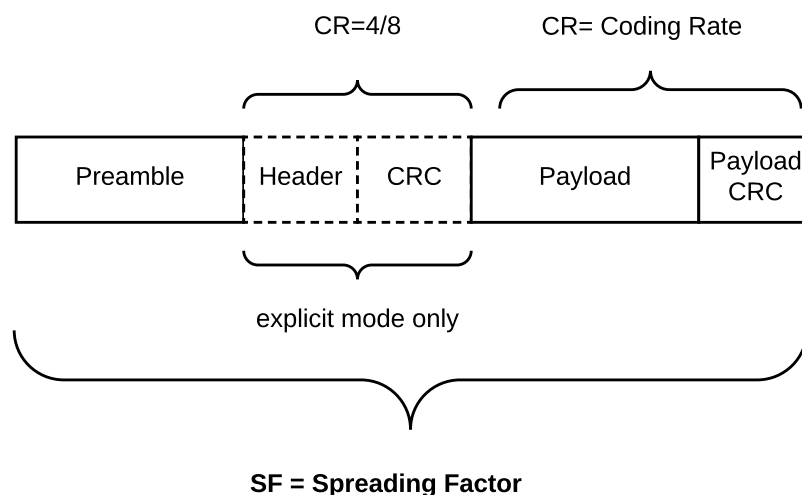 CR=4/8
CR= Coding Rate
Preamble
Header
CRC
Payload
Payload
CRC
explicit mode only
SF = Spreading Factor